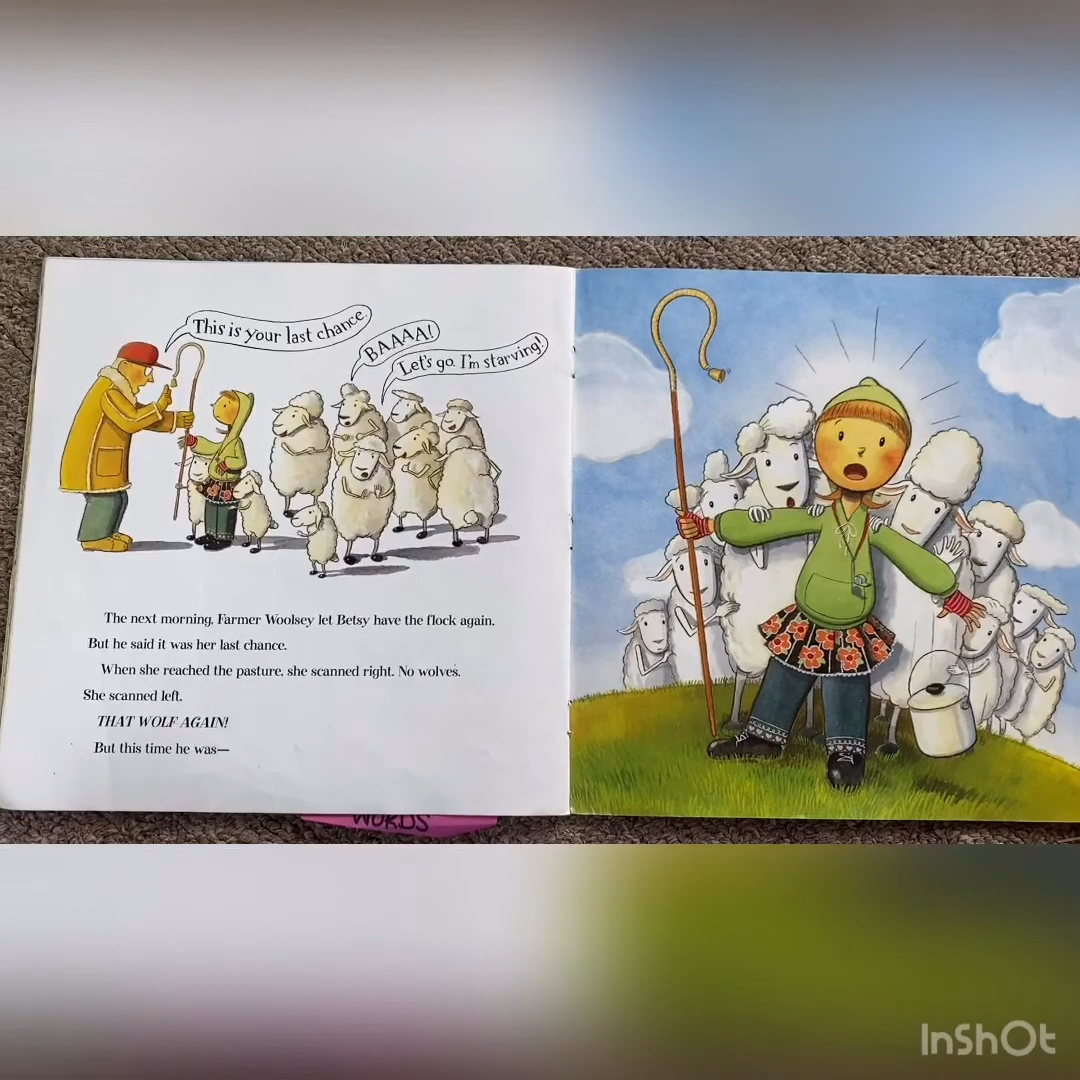 This is your last chance.
BAAAA!
Let's go. I'm starving!
The next morning, Farmer Woolsey let Betsy have the flock again.
But he said it was her last chance.
When she reached the pasture, she scanned right. No wolves.
She scanned left.
THAT WOLF AGAIN!
But this time he was—
WORDS
InShOt